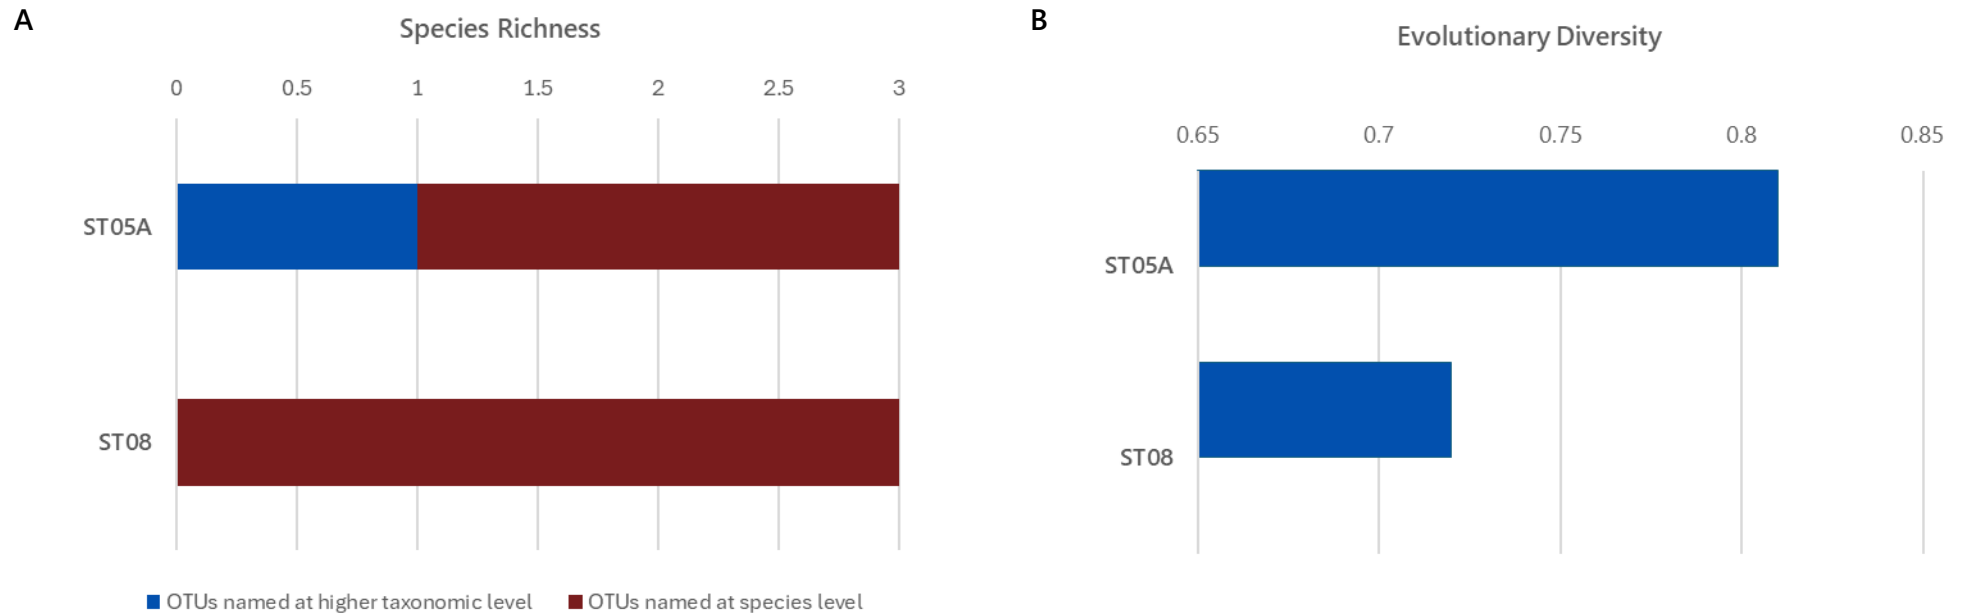 A
Species Richness
0 0.5 1 1.5 2 2.5 3
ST05A
ST08
OTUs named at higher taxonomic level OTUs named at species level
B
Evolutionary Diversity
0.65 0.7 0.75 0.8 0.85
ST05A
ST08